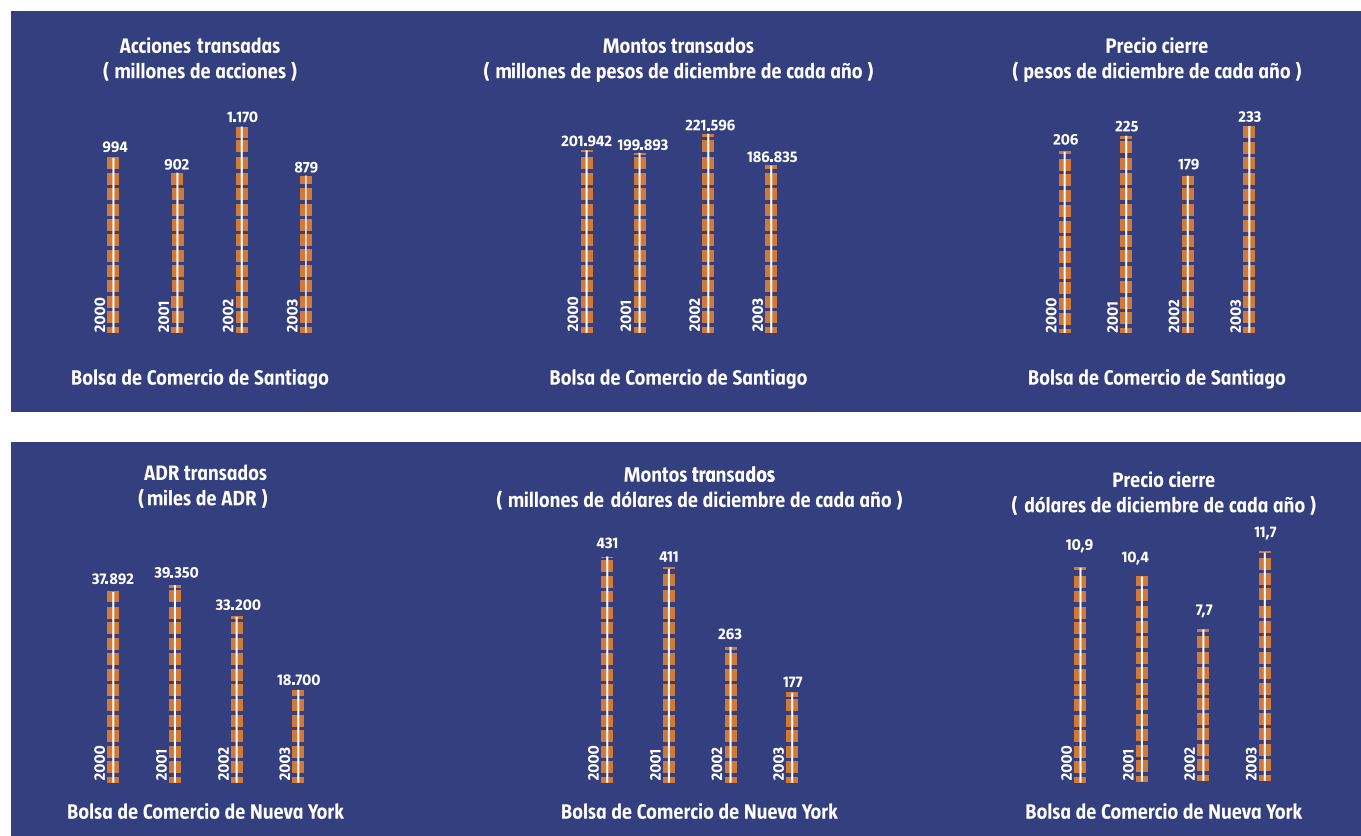 Acciones transadas
( millones de acciones )
994
902
1.170
879
2000
2001
2002
2003
Bolsa de Comercio de Santiago
Montos transados
( millones de pesos de diciembre de cada año )
201.942
199.893
221.596
186.835
2000
2001
2002
2003
Bolsa de Comercio de Santiago
Precio cierre
( pesos de diciembre de cada año )
206
225
179
233
2000
2001
2002
2003
Bolsa de Comercio de Santiago
ADR transados
( miles de ADR )
37.892
39.350
33.200
18.700
2000
2001
2002
2003
Bolsa de Comercio de Nueva York
Montos transados
( millones de dólares de diciembre de cada año )
431
411
263
177
2000
2001
2002
2003
Bolsa de Comercio de Nueva York
Precio cierre
( dólares de diciembre de cada año )
10,9
10,4
7,7
11,7
2000
2001
2002
2003
Bolsa de Comercio de Nueva York